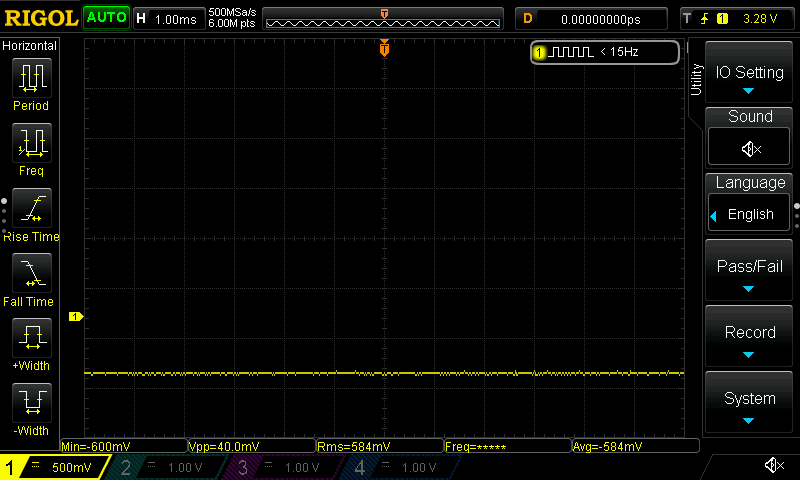 RIGOL AUTO H 1.00ms 500MSa/s D 0.00000000ps T 1 3.28 V
6.00M pts
T
Horizontal
T
1 < 15Hz
Period
Freq
Rise Time
Fall Time
+Width
-Width
1
Utility
IO Setting
Sound
Language
English
Pass/Fail
Record
System
Min=-600mV Vpp=40.0mV Rms=584mV Freq=***** Avg=-584mV
1 500mV 2 1.00 V 3 1.00 V 4 1.00 V